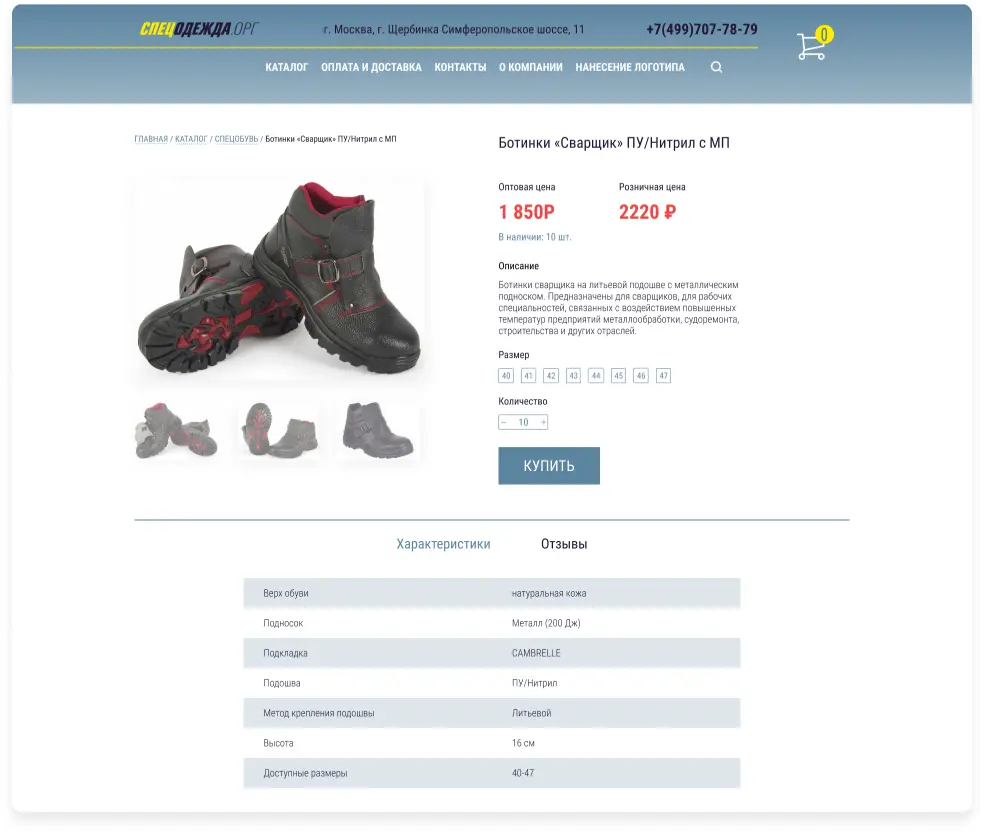 СПЕЦОДЕЖДА.ОРГ
г. Москва, г. Щербинка Симферопольское шоссе, 11
+7(499)707-78-79
0
КАТАЛОГ ОПЛАТА И ДОСТАВКА КОНТАКТЫ О КОМПАНИИ НАНЕСЕНИЕ ЛОГОТИПА
ГЛАВНАЯ / КАТАЛОГ / СПЕЦОБУВЬ / Ботинки «Сварщик» ПУ/Нитрил с МП
Ботинки «Сварщик» ПУ/Нитрил с МП
Оптовая цена Розничная цена
1 850Р 2220 ₽
В наличии: 10 шт.
Описание
Ботинки сварщика на литьевой подошве с металлическим
подноском. Предназначены для сварщиков, для рабочих
специальностей, связанных с воздействием повышенных
температур предприятий металлообработки, судоремонта,
строительства и других отраслей.
Размер
40 41 42 43 44 45 46 47
Количество
– 10 +
КУПИТЬ
Характеристики Отзывы
Верх обуви натуральная кожа
Подносок Металл (200 Дж)
Подкладка CAMBRELLE
Подошва ПУ/Нитрил
Метод крепления подошвы Литьевой
Высота 16 см
Доступные размеры 40-47